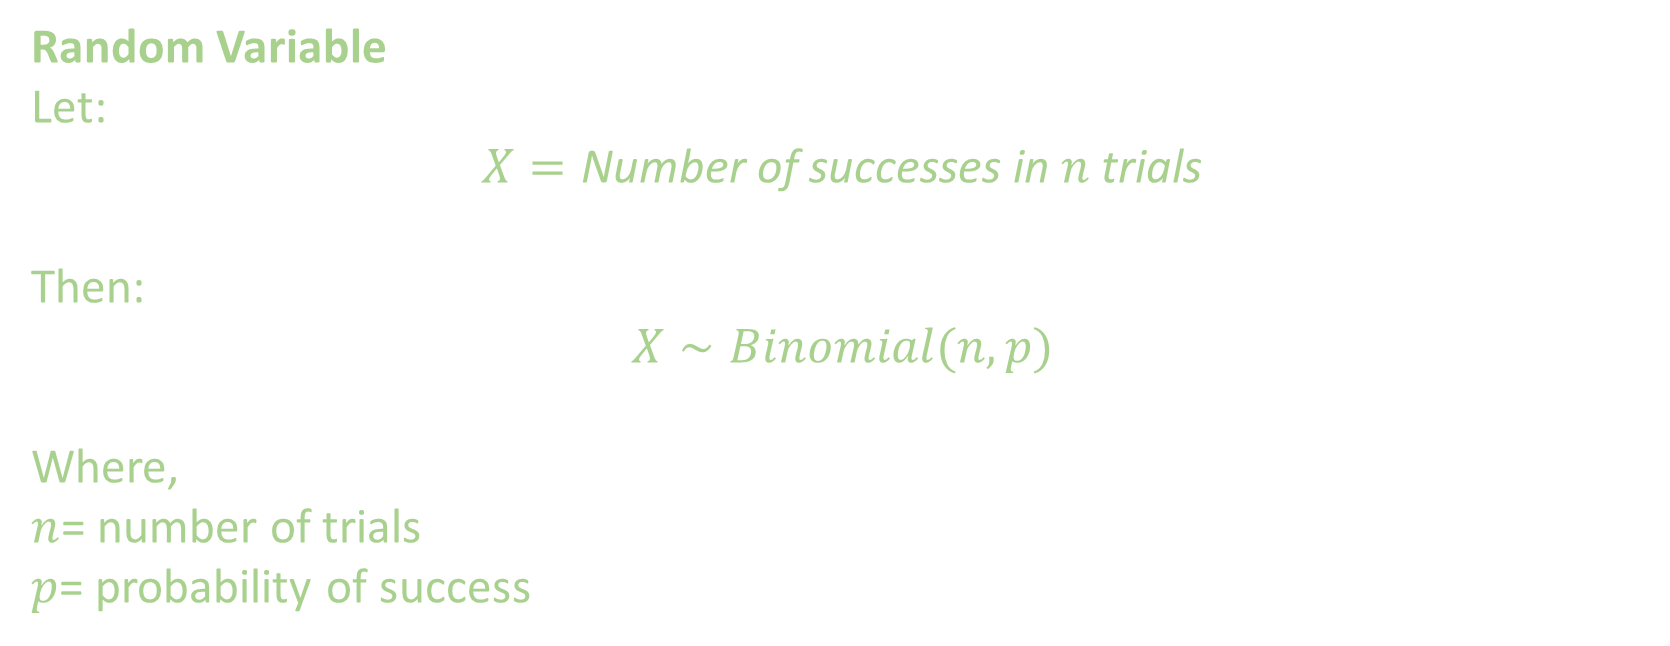 Random Variable
Let:
X = Number of successes in n trials
Then:
X ~ Binomial(n, p)
Where,
n= number of trials
p= probability of success